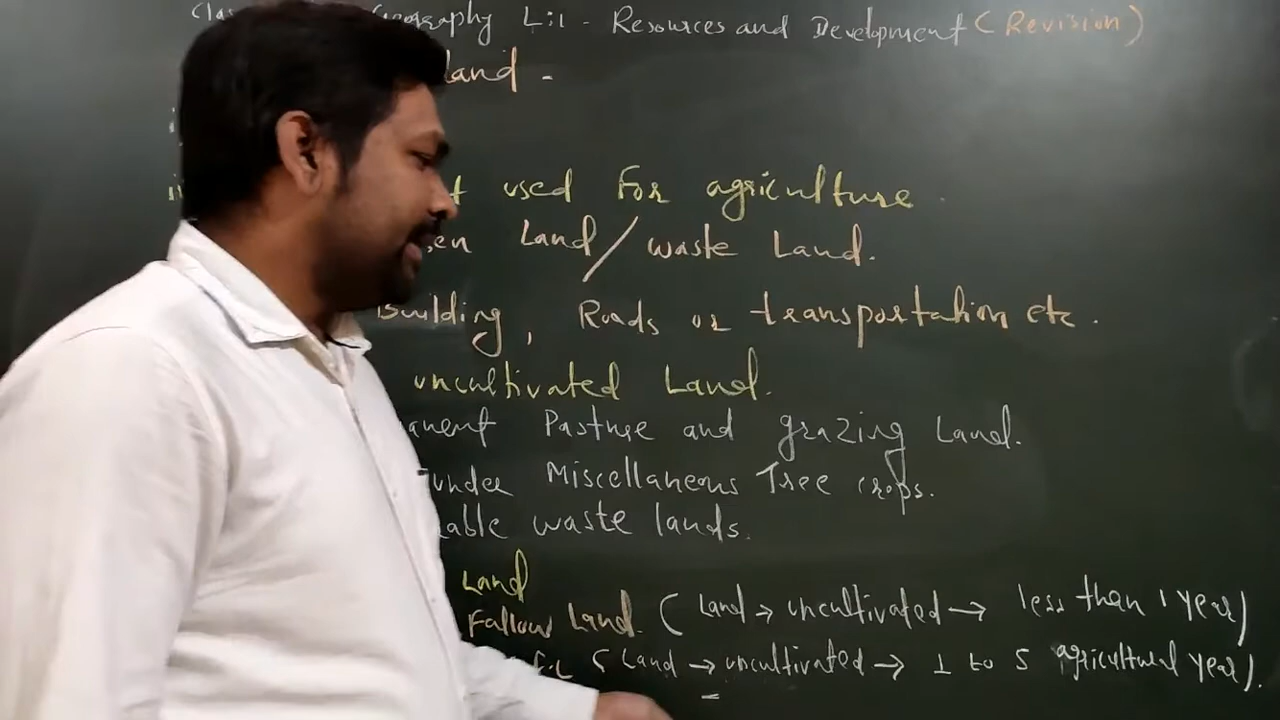 Geography L:1 - Resources and Development (Revision)
land -
used for agriculture.
Land / waste Land.
Building, Roads or transportation etc.
uncultivated Land.
Pasture and grazing Land.
under Miscellaneous Tree crops.
waste lands.
Land
Fallow Land. ( Land → uncultivated → less than 1 year)
( Land → uncultivated → 1 to 5 agricultural year).